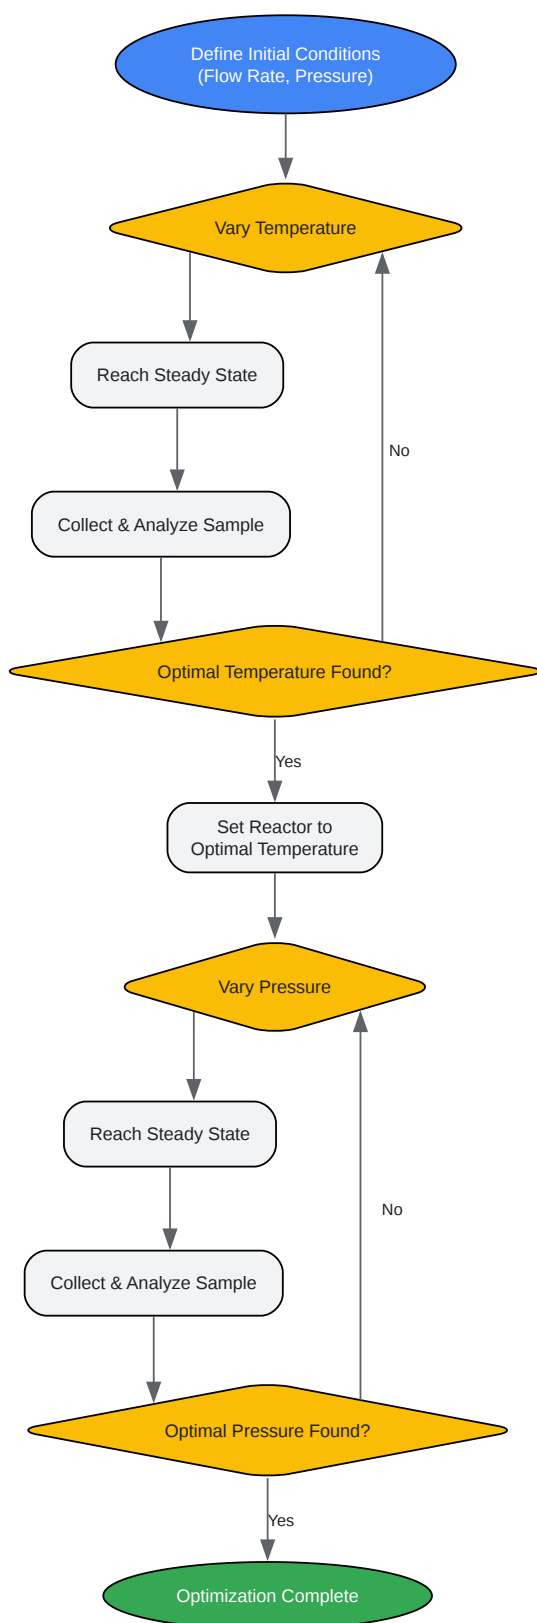 Define Initial Conditions
(Flow Rate, Pressure)
Vary Temperature
Reach Steady State
No
Collect & Analyze Sample
Optimal Temperature Found?
Yes
Set Reactor to
Optimal Temperature
Vary Pressure
Reach Steady State
No
Collect & Analyze Sample
Optimal Pressure Found?
Yes
Optimization Complete